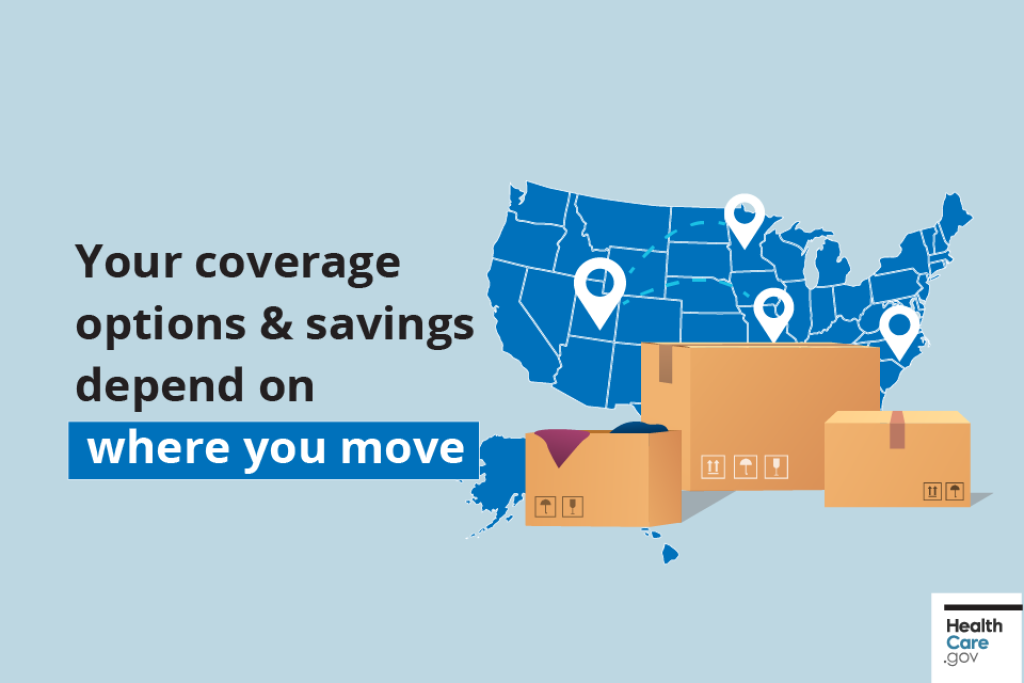 Your coverage
options & savings
depend on
where you move
Health
Care
.gov